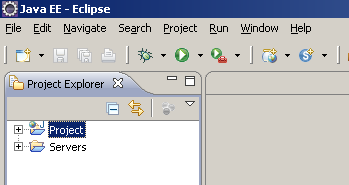 Java EE - Eclipse
File Edit Navigate Search Project Run Window Help
Project Explorer
Project
Servers